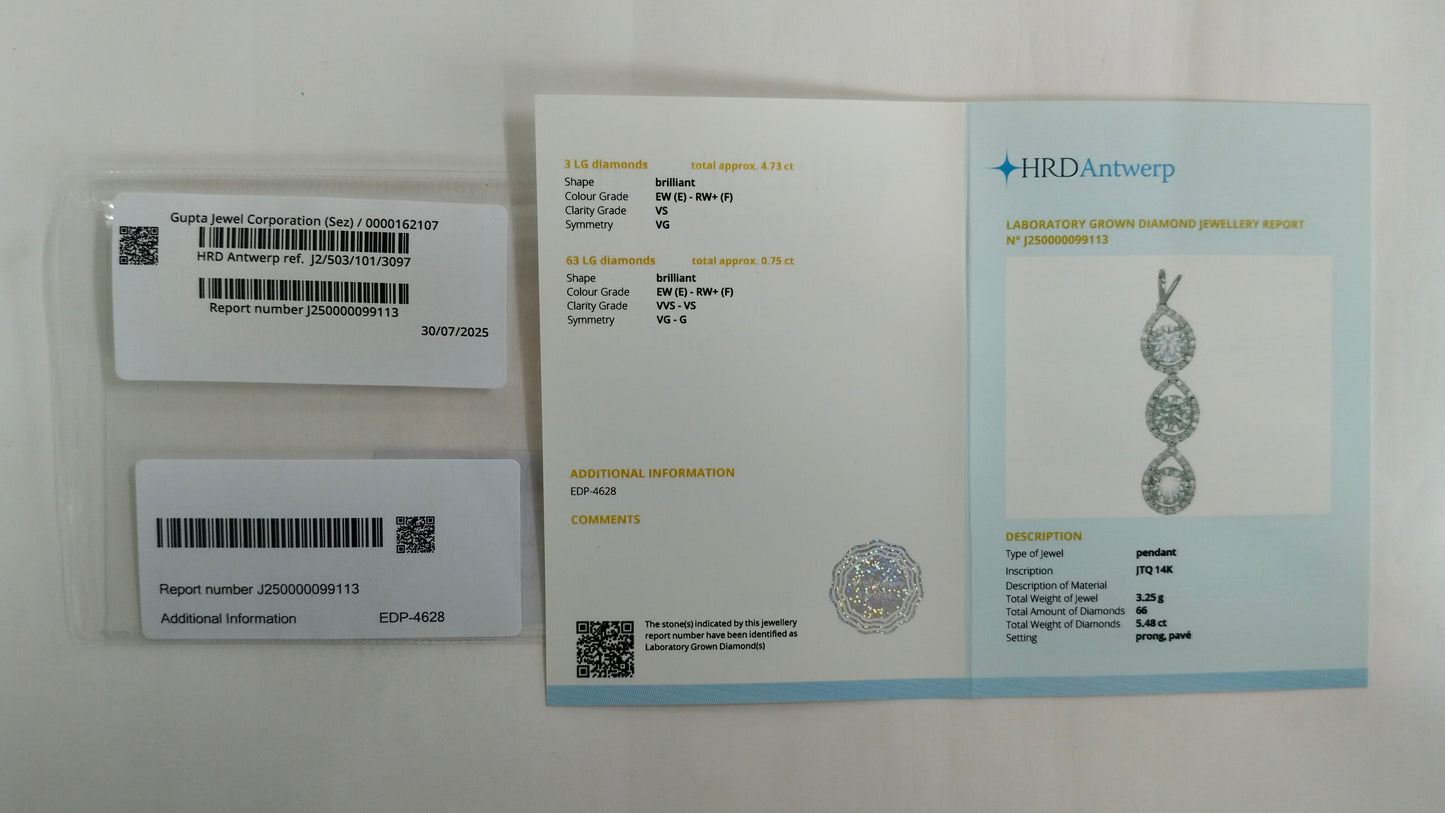 Gupta Jewel Corporation (Sez) / 0000162107
HRD Antwerp ref. J2/503/101/3097
Report number J250000099113
30/07/2025
Report number J250000099113
Additional Information EDP-4628
3 LG diamonds total approx. 4.73 ct
Shape brilliant
Colour Grade EW (E) - RW+ (F)
Clarity Grade VS
Symmetry VG
63 LG diamonds total approx. 0.75 ct
Shape brilliant
Colour Grade EW (E) - RW+ (F)
Clarity Grade VVS - VS
Symmetry VG - G
ADDITIONAL INFORMATION
EDP-4628
COMMENTS
The stone(s) indicated by this jewellery
report number have been identified as
Laboratory Grown Diamond(s)
HRDAntwerp
LABORATORY GROWN DIAMOND JEWELLERY REPORT
N° J250000099113
DESCRIPTION
Type of Jewel pendant
Inscription JTQ 14K
Description of Material
Total Weight of Jewel 3.25 g
Total Amount of Diamonds 66
Total Weight of Diamonds 5.48 ct
Setting prong, pavé